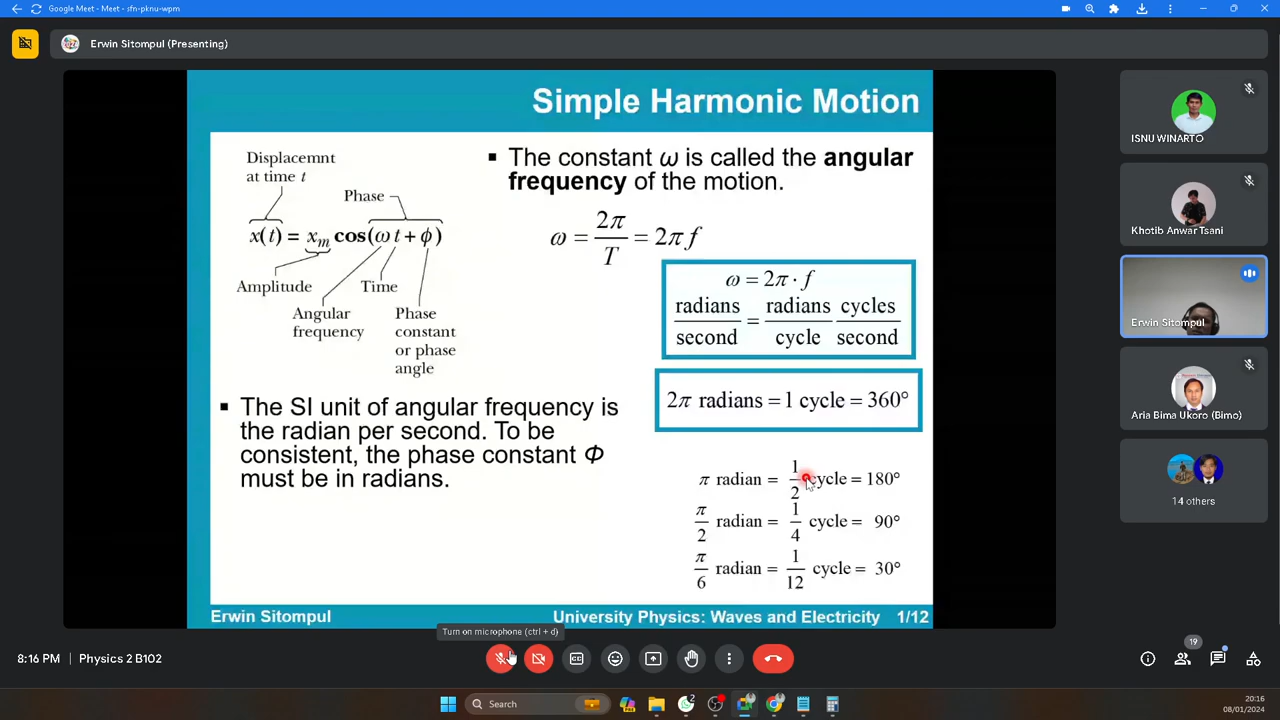 Google Meet - Meet - sfn-pknu-wpm
Erwin Sitompul (Presenting)
Simple Harmonic Motion
Displacemnt
at time t
Phase
x(t) = xm cos(ω t + ϕ)
Amplitude
Time
Angular
frequency
Phase
constant
or phase
angle
▪ The constant ω is called the angular
frequency of the motion.
ω = 2π/T = 2π f
ω = 2π · f
radians/second = radians/cycle cycles/second
2π radians = 1 cycle = 360°
▪ The SI unit of angular frequency is
the radian per second. To be
consistent, the phase constant Φ
must be in radians.
π radian = 1/2 cycle = 180°
π/2 radian = 1/4 cycle = 90°
π/6 radian = 1/12 cycle = 30°
Erwin Sitompul
University Physics: Waves and Electricity 1/12
ISNU WINARTO
Khotib Anwar Tsani
Erwin Sitompul
Aria Bima Ukoro (Bimo)
14 others
Turn on microphone (ctrl + d)
8:16 PM Physics 2 B102
19
Search
2
20:16
08/01/2024